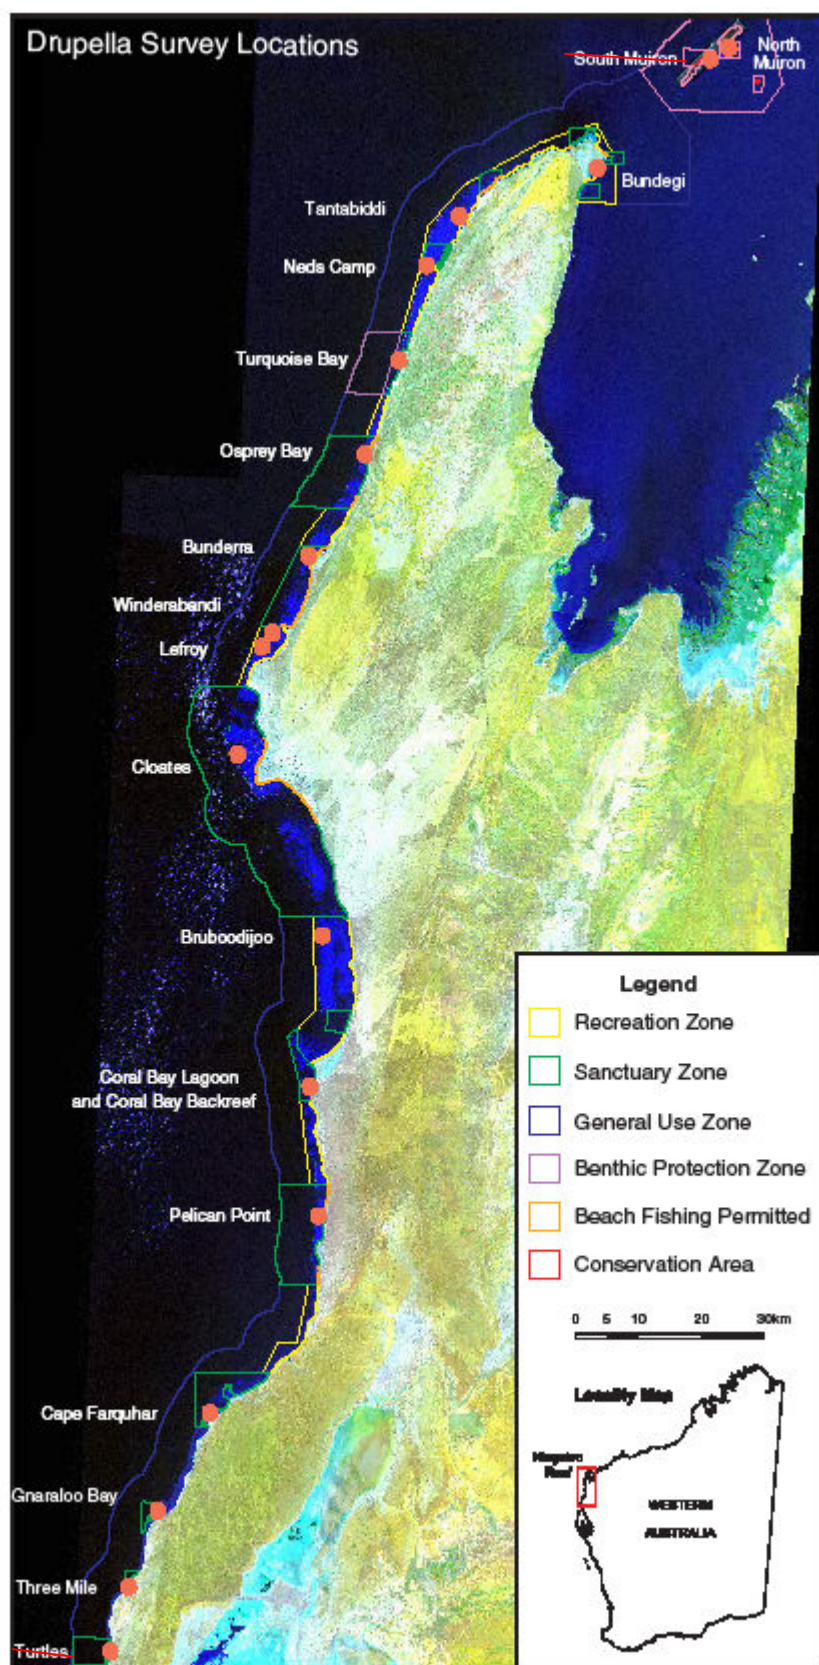 Drupella Survey Locations
South Muiron
North
Muiron
Bundegi
Tantabiddi
Neds Camp
Turquoise Bay
Osprey Bay
Bunderra
Winderabandi
Lefroy
Cloates
Bruboodijoo
Coral Bay Lagoon
and Coral Bay Backreef
Pelican Point
Cape Farquhar
Gnaraloo Bay
Three Mile
Turtles
Legend
Recreation Zone
Sanctuary Zone
General Use Zone
Benthic Protection Zone
Beach Fishing Permitted
Conservation Area
0 5 10 20 30km
Locality Map
Ningaloo
Reef
WESTERN
AUSTRALIA